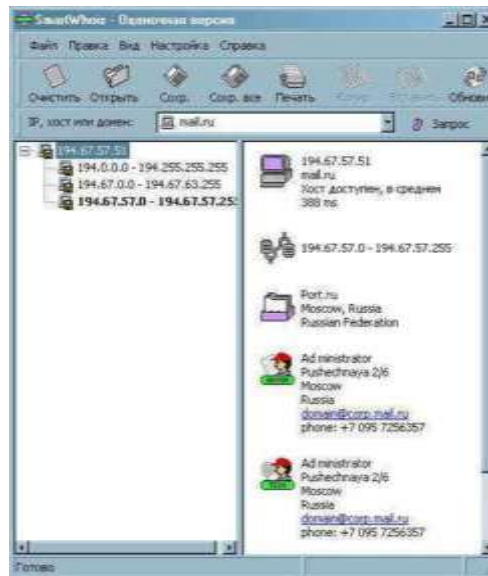 SmartWhois - Оценочная версия
Файл Правка Вид Настройка Справка
Очистить Открыть Сохр. Сохр. все Печать Обнови
IP, хост или домен: mail.ru Запрос
194.67.57.51
194.0.0.0 - 194.255.255.255
194.67.0.0 - 194.67.63.255
194.67.57.0 - 194.67.57.25
194.67.57.51
mail.ru
Хост доступен, в среднем
388 ms
194.67.57.0 - 194.67.57.255
Port.ru
Moscow, Russia
Russian Federation
Ad ministrator
Pushechnaya 2/6
Moscow
Russia
domain@corp.mail.ru
phone: +7 095 7256357
Ad ministrator
Pushechnaya 2/6
Moscow
Russia
domain@corp.mail.ru
phone: +7 095 7256357
Готово